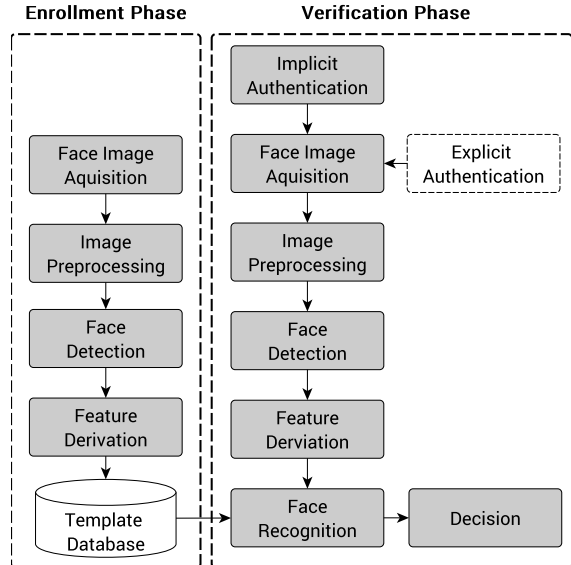 Enrollment Phase
Verification Phase
Face Image
Aquisition
Image
Preprocessing
Face
Detection
Feature
Derivation
Template
Database
Implicit
Authentication
Face Image
Aquisition
Explicit
Authentication
Image
Preprocessing
Face
Detection
Feature
Derviation
Face
Recognition
Decision